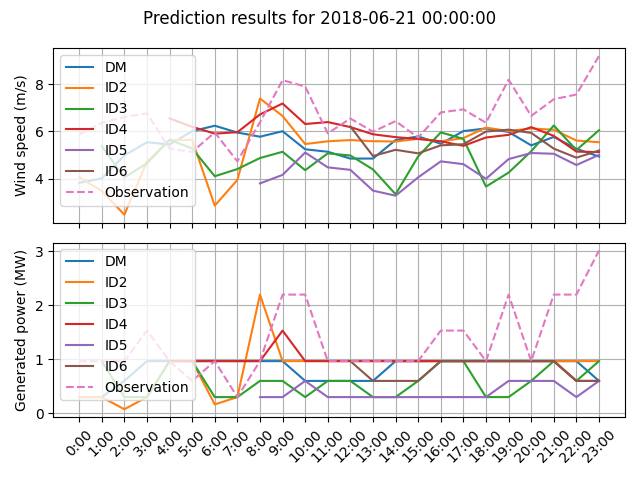 Prediction results for 2018-06-21 00:00:00
Wind speed (m/s)
8
6
4
DM
ID2
ID3
ID4
ID5
ID6
Observation
Generated power (MW)
3
2
1
0
DM
ID2
ID3
ID4
ID5
ID6
Observation
0:00 1:00 2:00 3:00 4:00 5:00 6:00 7:00 8:00 9:00 10:00 11:00 12:00 13:00 14:00 15:00 16:00 17:00 18:00 19:00 20:00 21:00 22:00 23:00